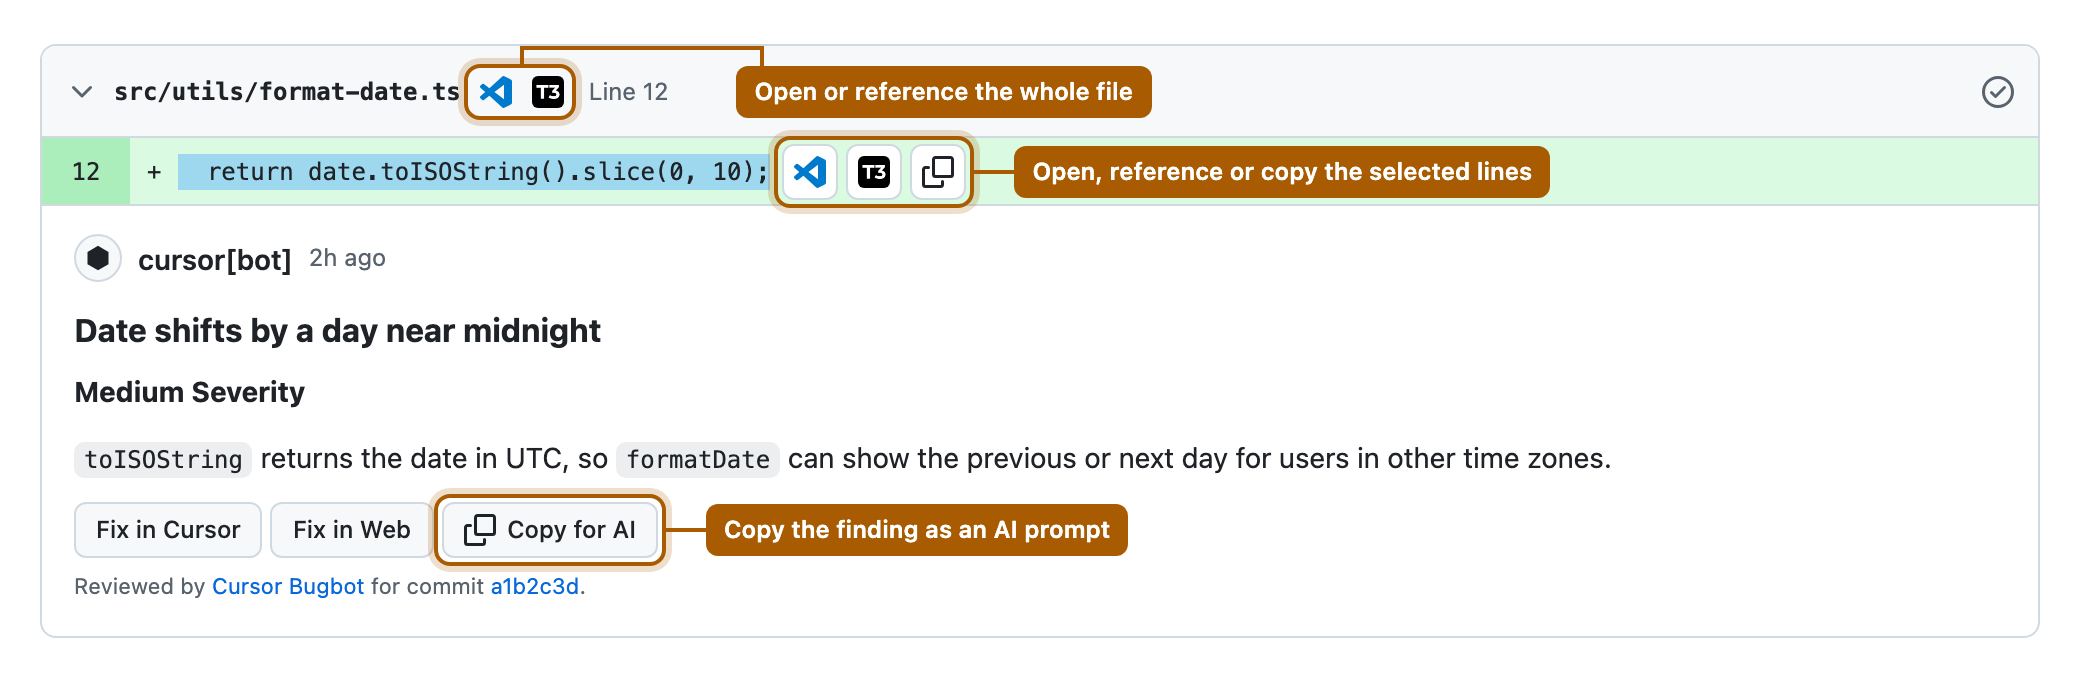 src/utils/format-date.ts T3 Line 12 Open or reference the whole file
12 + return date.toISOString().slice(0, 10); T3 Open, reference or copy the selected lines
cursor[bot] 2h ago
Date shifts by a day near midnight
Medium Severity
toISOString returns the date in UTC, so formatDate can show the previous or next day for users in other time zones.
Fix in Cursor Fix in Web Copy for AI Copy the finding as an AI prompt
Reviewed by Cursor Bugbot for commit a1b2c3d.